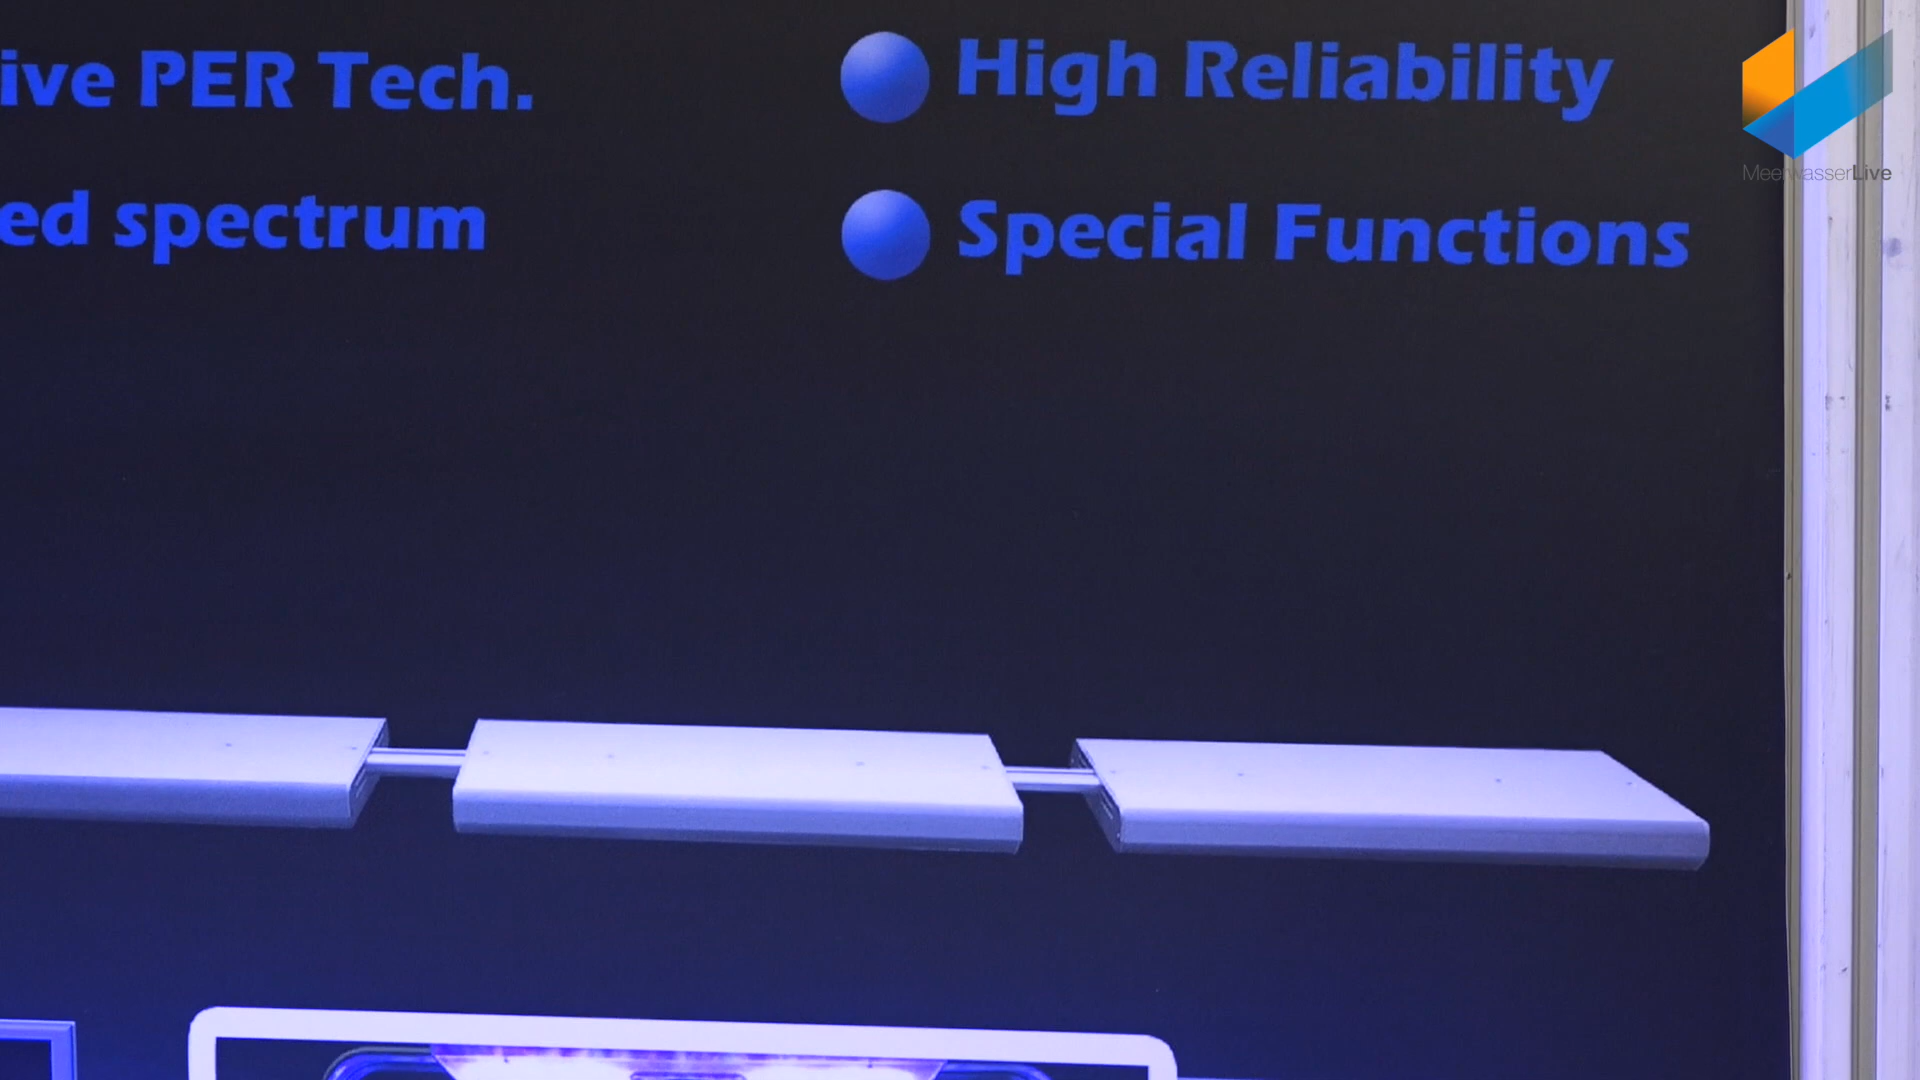 ive PER Tech.
ed spectrum
High Reliability
Special Functions
MeerwasserLive